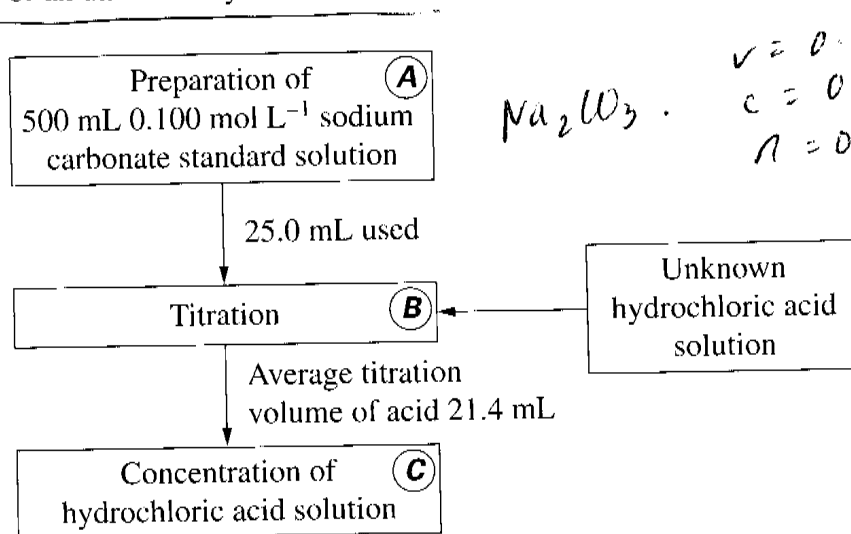 Preparation of
500 mL 0.100 mol L⁻¹ sodium
carbonate standard solution
A
25.0 mL used
Titration
B
Unknown
hydrochloric acid
solution
Average titration
volume of acid 21.4 mL
Concentration of
hydrochloric acid solution
C
v = 0.
c = 0
n = 0